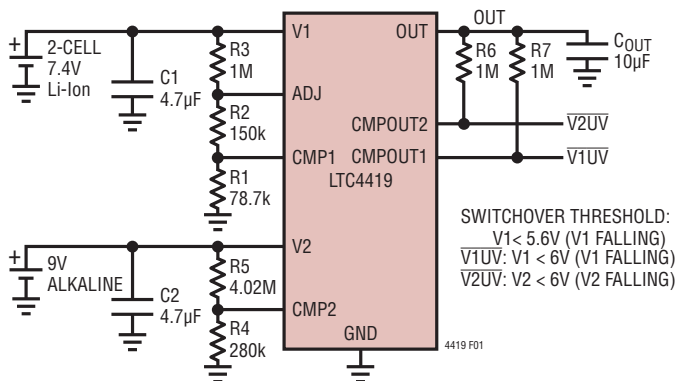 V1
OUT
OUT
+
2-CELL
7.4V
Li-Ion
C1
4.7µF
R3
1M
ADJ
R2
150k
CMP1
R1
78.7k
R6
1M
R7
1M
COUT
10µF
CMPOUT2
V2UV
CMPOUT1
V1UV
LTC4419
SWITCHOVER THRESHOLD:
V1< 5.6V (V1 FALLING)
V1UV: V1 < 6V (V1 FALLING)
V2UV: V2 < 6V (V2 FALLING)
+
9V
ALKALINE
C2
4.7µF
V2
R5
4.02M
CMP2
R4
280k
GND
4419 F01